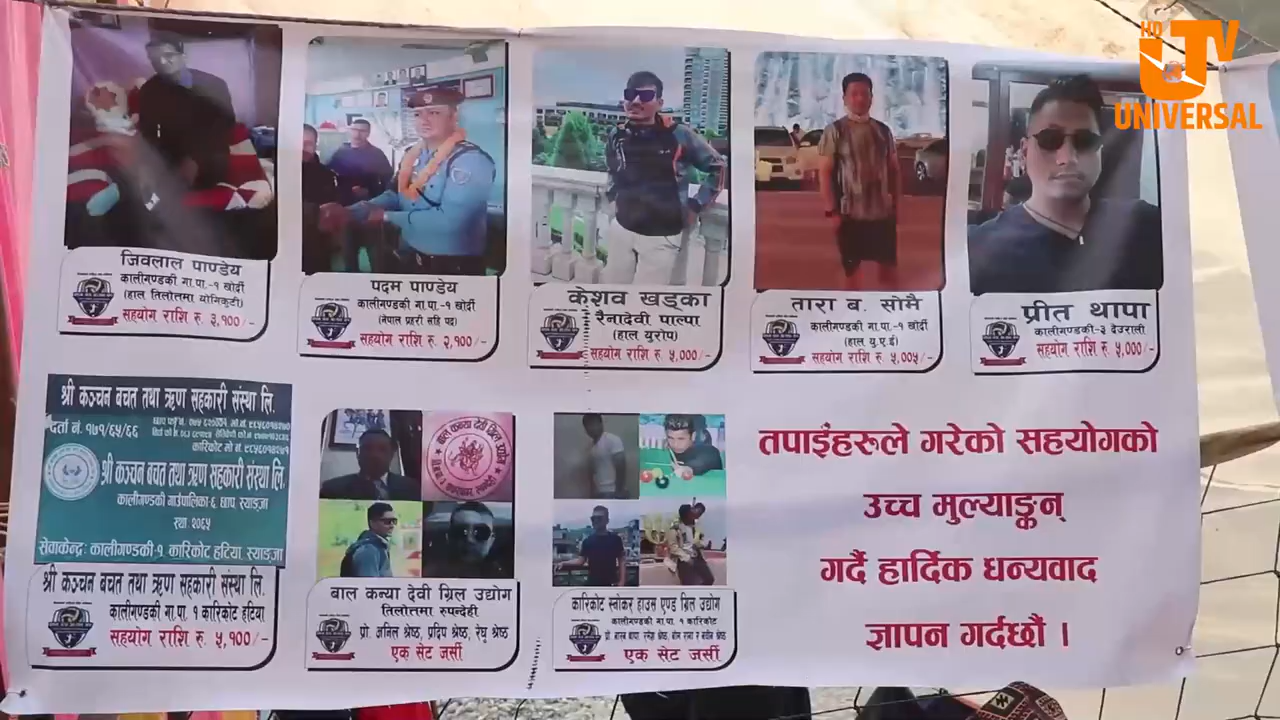 HD
UTV
UNIVERSAL
जिवलाल पाण्डेय
कालीगण्डकी गा.पा.-१ खोर्दी
(हाल तिलोतमा योगिकुटी)
सहयोग राशि रु. ३,१००/-
पदम पाण्डेय
कालीगण्डकी गा.पा.-१ खोर्दी
(नेपाल प्रहरी सहि पद)
सहयोग राशि रु. २,१००/-
केशव खड्का
रैनादेवी पाल्पा
(हाल युरोप)
सहयोग राशि रु. ५,०००/-
तारा ब. सोमै
कालीगण्डकी गा.पा.-१ खोर्दी
(हाल यु.ए.ई)
सहयोग राशि रु. ५,००५/-
प्रीत थापा
कालीगण्डकी-३ देउराली
सहयोग राशि रु. ५,०००/-
श्री कञ्चन बचत तथा ऋण सहकारी संस्था लि.
दर्ता नं. १७१/६५/६६
श्री कञ्चन बचत तथा ऋण सहकारी संस्था लि.
कालीगण्डकी गाउँपालिका ६, छाप, स्याङ्जा
स्था. २०६५
सेवाकेन्द्र: कालीगण्डकी-१, कारिकोट हटिया, स्याङ्जा
श्री कञ्चन बचत तथा ऋण सहकारी संस्था लि.
कालीगण्डकी गा.पा. १ कारिकोट हटिया
सहयोग राशि रु. ५,१००/-
बाल कन्या देवी ग्रिल उद्योग
तिलोत्तमा रुपन्देही
प्रो. अनिल श्रेष्ठ, प्रदिप श्रेष्ठ, रेघु श्रेष्ठ
एक सेट जर्सी
कारिकोट स्नोकर हाउस एण्ड ग्रिल उद्योग
कालीगण्डकी गा.पा. १ कारिकोट
एक सेट जर्सी
तपाइंहरुले गरेको सहयोगको
उच्च मुल्याङ्कन्
गर्दै हार्दिक धन्यवाद
ज्ञापन गर्दछौं ।